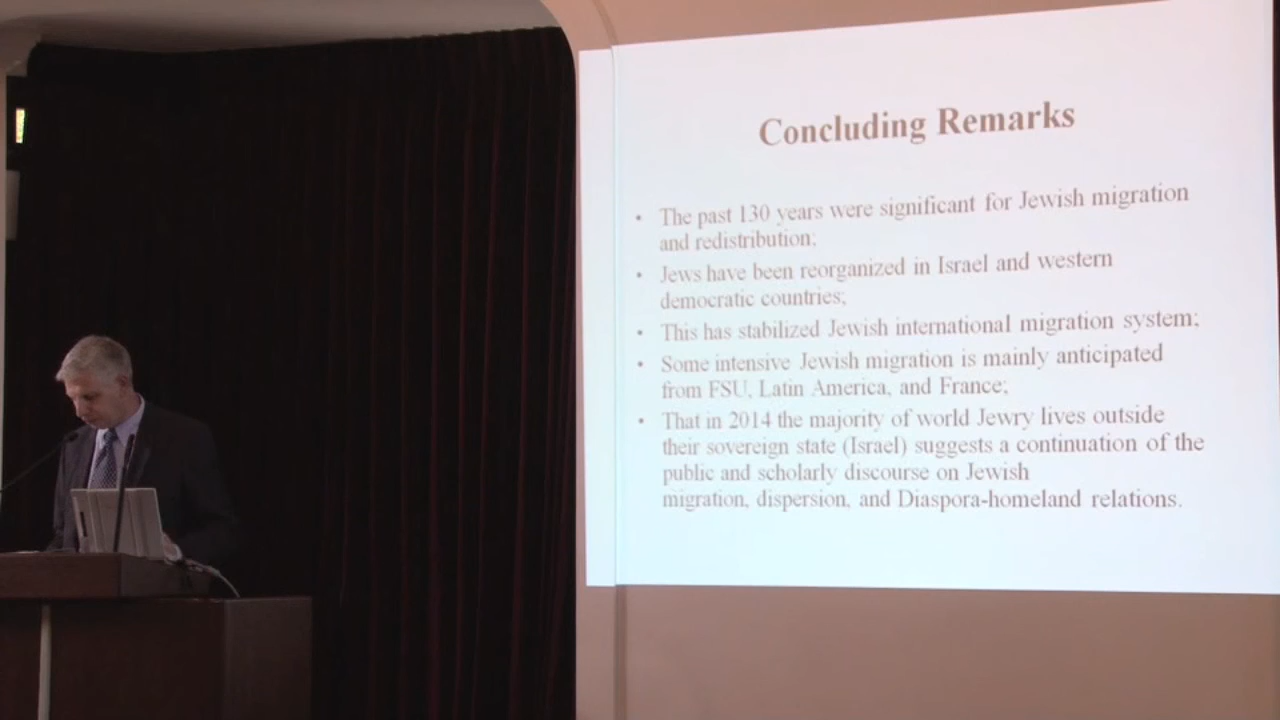 Concluding Remarks
• The past 130 years were significant for Jewish migration
and redistribution;
• Jews have been reorganized in Israel and western
democratic countries;
• This has stabilized Jewish international migration system;
• Some intensive Jewish migration is mainly anticipated
from FSU, Latin America, and France;
• That in 2014 the majority of world Jewry lives outside
their sovereign state (Israel) suggests a continuation of the
public and scholarly discourse on Jewish
migration, dispersion, and Diaspora-homeland relations.